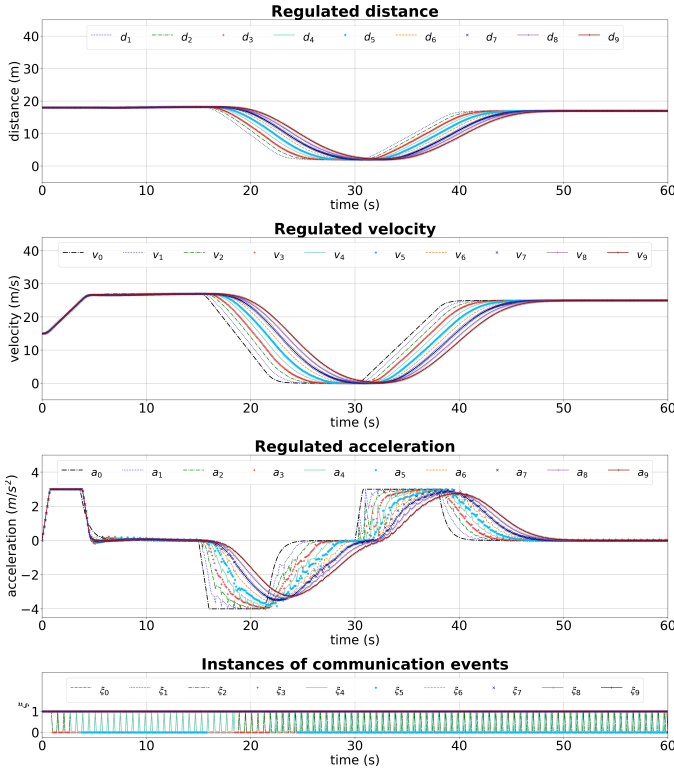 Regulated distance
d1 d2 d3 d4 d5 d6 d7 d8 d9
distance (m)
40
30
20
10
0
0 10 20 30 40 50 60
time (s)
Regulated velocity
v0 v1 v2 v3 v4 v5 v6 v7 v8 v9
velocity (m/s)
40
30
20
10
0
0 10 20 30 40 50 60
time (s)
Regulated acceleration
a0 a1 a2 a3 a4 a5 a6 a7 a8 a9
acceleration (m/s²)
4
2
0
−2
−4
0 10 20 30 40 50 60
time (s)
Instances of communication events
ξ0 ξ1 ξ2 ξ3 ξ4 ξ5 ξ6 ξ7 ξ8 ξ9
ξ
1
0
0 10 20 30 40 50 60
time (s)